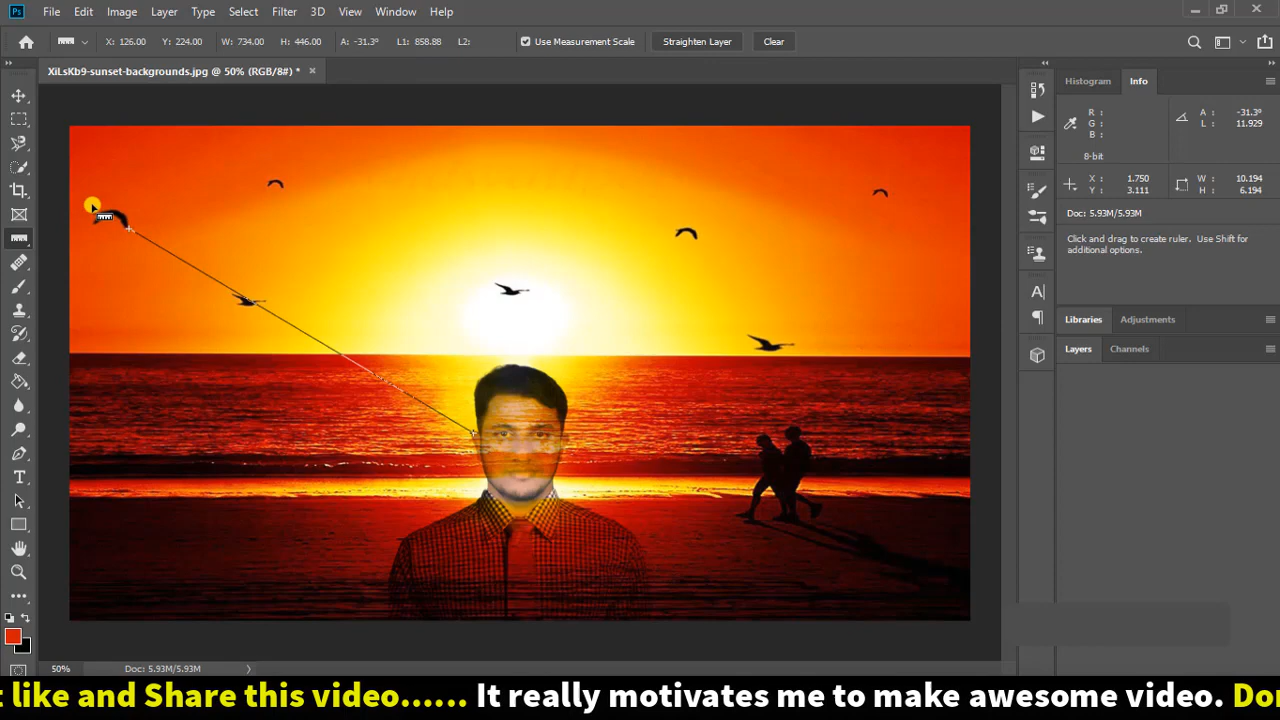 Ps File Edit Image Layer Type Select Filter 3D View Window Help
X: 126.00 Y: 224.00 W: 734.00 H: 446.00 A: -31.3° L1: 858.88 L2: Use Measurement Scale Straighten Layer Clear
XiLsKb9-sunset-backgrounds.jpg @ 50% (RGB/8#) *
Histogram Info
R : A : -31.3°
G : L : 11.929
B :
8-bit
X : 1.750 W : 10.194
Y : 3.111 H : 6.194
Doc: 5.93M/5.93M
Click and drag to create ruler. Use Shift for
additional options.
Libraries Adjustments
Layers Channels
50% Doc: 5.93M/5.93M
t like and Share this video...... It really motivates me to make awesome video. Don